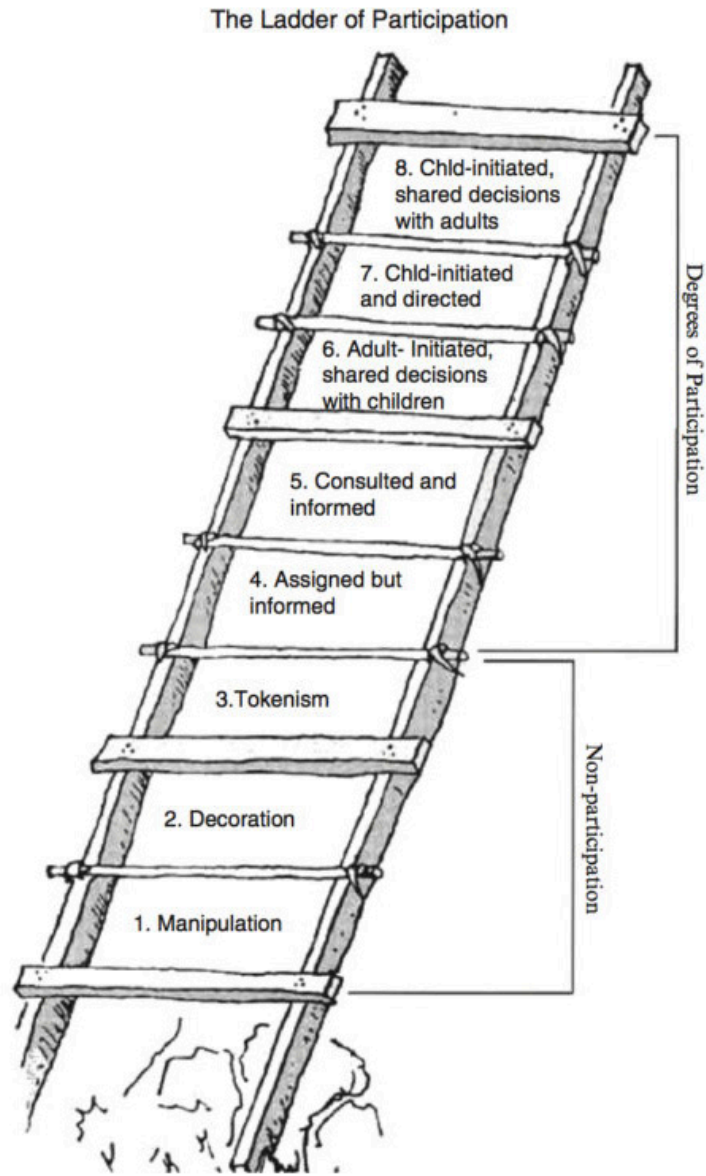 The Ladder of Participation
8. Chld-initiated,
shared decisions
with adults
7. Chld-initiated
and directed
6. Adult- Initiated,
shared decisions
with children
5. Consulted and
informed
4. Assigned but
informed
3.Tokenism
2. Decoration
1. Manipulation
Degrees of Participation
Non-participation